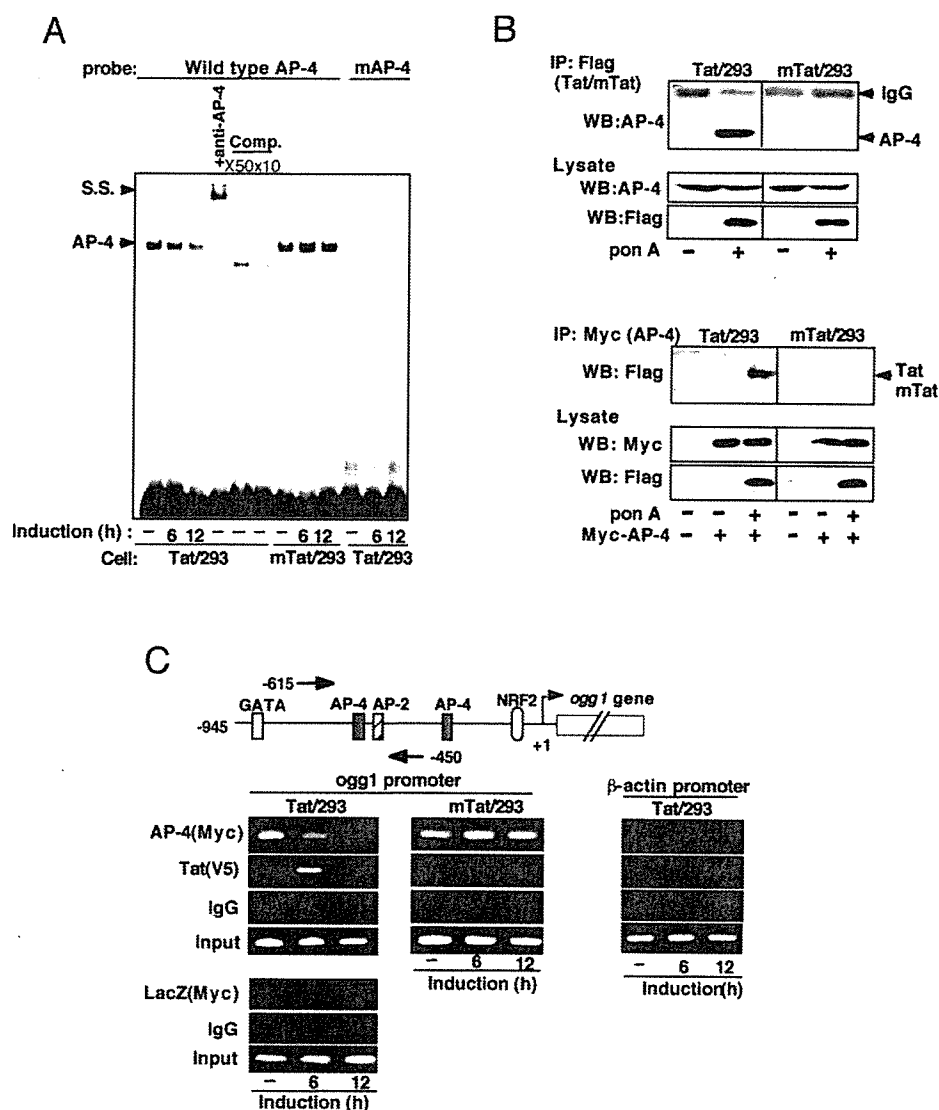 A
probe: Wild type AP-4 mAP-4
+anti-AP-4
Comp.
X50x10
S.S.
AP-4
Induction (h) : – 6 12 – – – – 6 12 – 6 12
Cell: Tat/293 mTat/293 Tat/293
B
IP: Flag
(Tat/mTat)
Tat/293 mTat/293
IgG
WB:AP-4
AP-4
Lysate
WB:AP-4
WB:Flag
pon A – + – +
IP: Myc (AP-4) Tat/293 mTat/293
WB: Flag
Tat
mTat
Lysate
WB: Myc
WB: Flag
pon A – – + – – +
Myc-AP-4 – + + – + +
C
-615
GATA AP-4 AP-2 AP-4 NRF2 ogg1 gene
-945
+1
-450
ogg1 promoter
Tat/293 mTat/293
β-actin promoter
Tat/293
AP-4(Myc)
Tat(V5)
IgG
Input
– 6 12
Induction (h)
– 6 12
Induction(h)
LacZ(Myc)
IgG
Input
– 6 12
Induction (h)